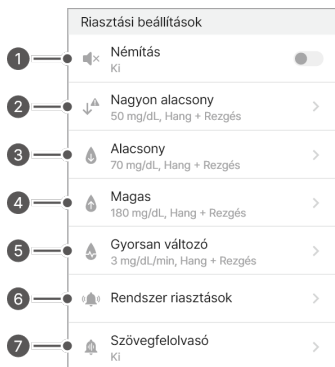 Riasztási beállítások
1 Némítás
Ki
2 Nagyon alacsony
50 mg/dL, Hang + Rezgés
3 Alacsony
70 mg/dL, Hang + Rezgés
4 Magas
180 mg/dL, Hang + Rezgés
5 Gyorsan változó
3 mg/dL/min, Hang + Rezgés
6 Rendszer riasztások
7 Szövegfelolvasó
Ki